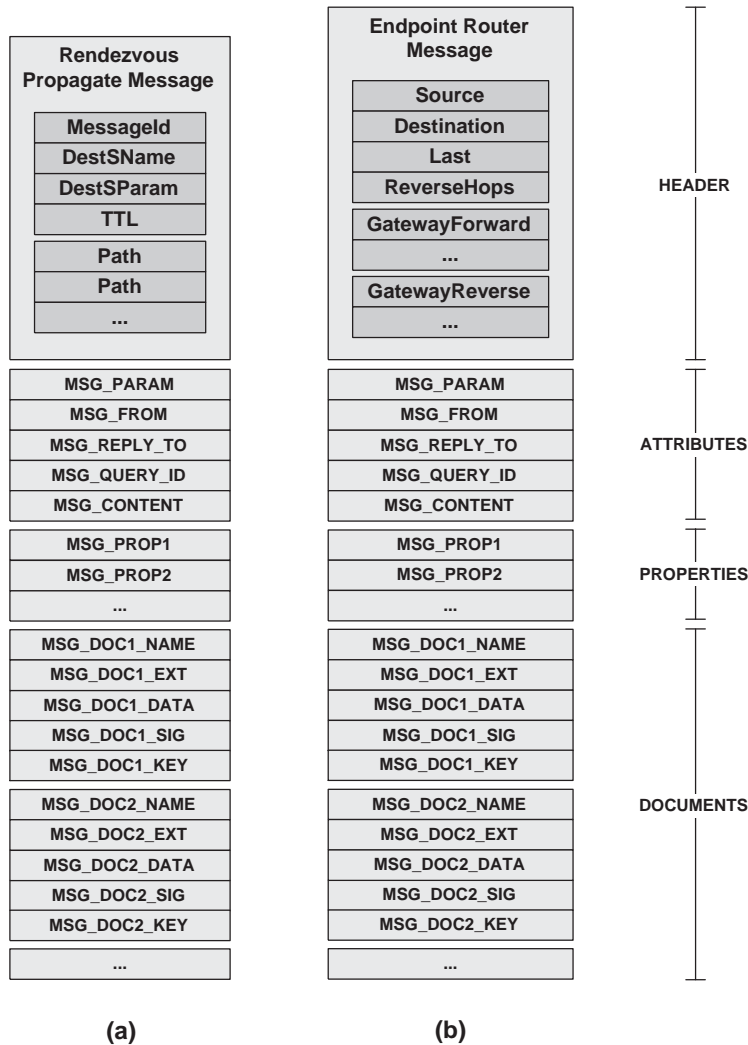 Rendezvous
Propagate Message
MessageId
DestSName
DestSParam
TTL
Path
Path
...
MSG_PARAM
MSG_FROM
MSG_REPLY_TO
MSG_QUERY_ID
MSG_CONTENT
MSG_PROP1
MSG_PROP2
...
MSG_DOC1_NAME
MSG_DOC1_EXT
MSG_DOC1_DATA
MSG_DOC1_SIG
MSG_DOC1_KEY
MSG_DOC2_NAME
MSG_DOC2_EXT
MSG_DOC2_DATA
MSG_DOC2_SIG
MSG_DOC2_KEY
...
(a)
Endpoint Router
Message
Source
Destination
Last
ReverseHops
GatewayForward
...
GatewayReverse
...
MSG_PARAM
MSG_FROM
MSG_REPLY_TO
MSG_QUERY_ID
MSG_CONTENT
MSG_PROP1
MSG_PROP2
...
MSG_DOC1_NAME
MSG_DOC1_EXT
MSG_DOC1_DATA
MSG_DOC1_SIG
MSG_DOC1_KEY
MSG_DOC2_NAME
MSG_DOC2_EXT
MSG_DOC2_DATA
MSG_DOC2_SIG
MSG_DOC2_KEY
...
(b)
HEADER
ATTRIBUTES
PROPERTIES
DOCUMENTS